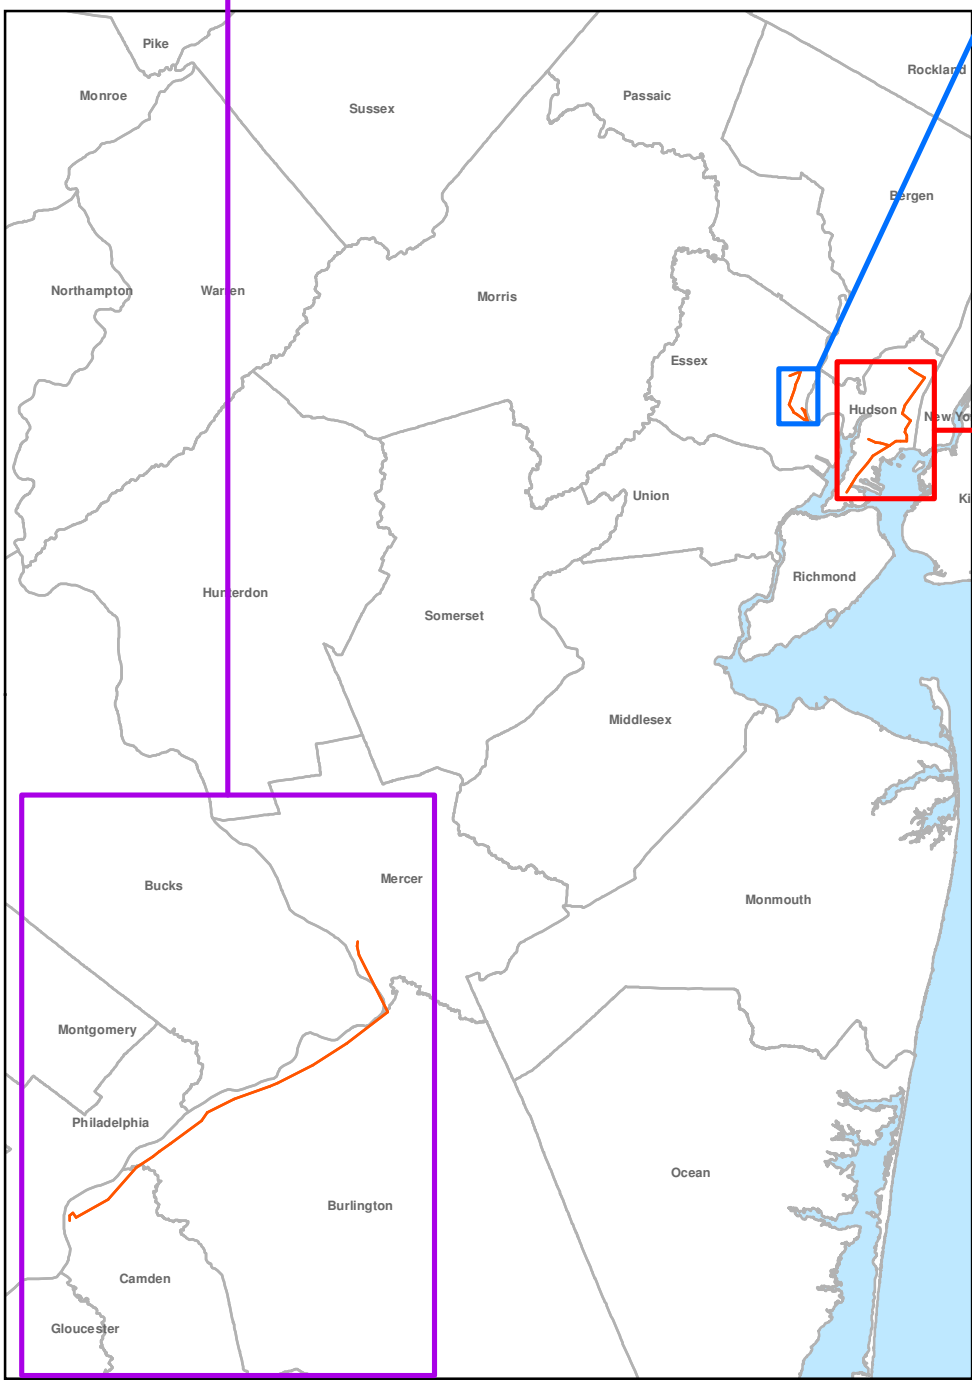 Pike
Rockland
Monroe
Passaic
Sussex
Bergen
Northampton
Warren
Morris
Essex
Hudson
New Yo
Union
Ki
Richmond
Hunterdon
Somerset
Middlesex
Mercer
Bucks
Monmouth
Montgomery
Philadelphia
Ocean
Burlington
Camden
Gloucester